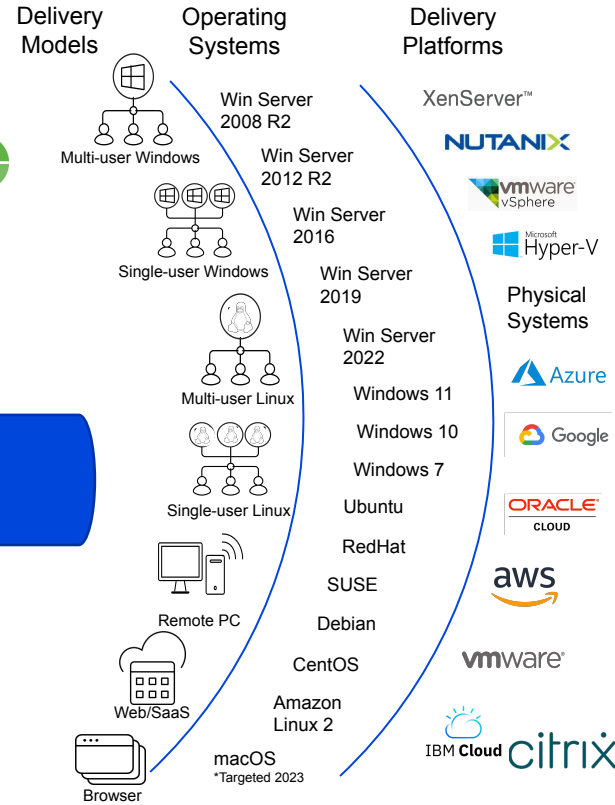 Delivery
Models
Operating
Systems
Delivery
Platforms
Multi-user Windows
Single-user Windows
Multi-user Linux
Single-user Linux
Remote PC
Web/SaaS
Browser
Win Server
2008 R2
Win Server
2012 R2
Win Server
2016
Win Server
2019
Win Server
2022
Windows 11
Windows 10
Windows 7
Ubuntu
RedHat
SUSE
Debian
CentOS
Amazon
Linux 2
macOS
*Targeted 2023
XenServer™
NUTANIX
vmware®
vSphere
Microsoft
Hyper-V
Physical
Systems
Azure
Google
ORACLE®
CLOUD
aws
vmware®
IBM Cloud
citrix